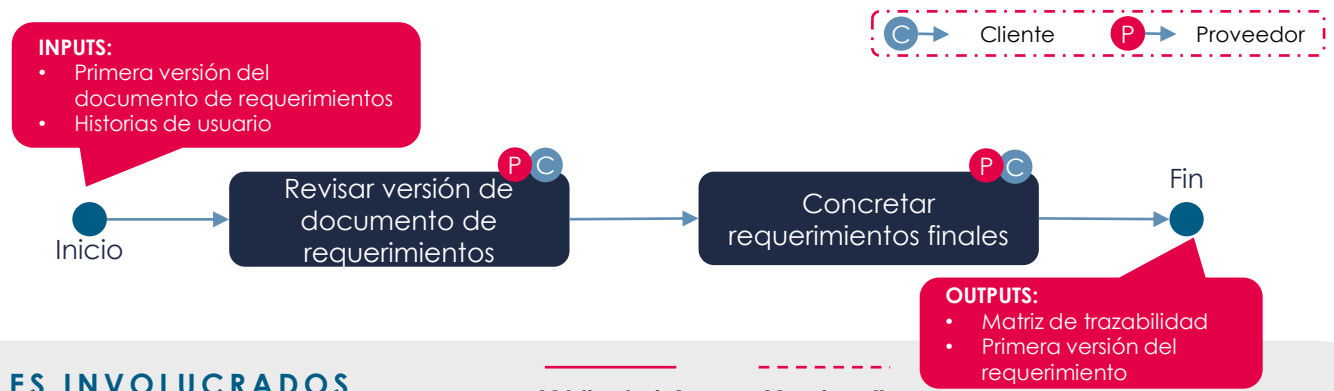 INPUTS:
• Primera versión del
documento de requerimientos
• Historias de usuario
C Cliente P Proveedor
P C
Revisar versión de
documento de
requerimientos
P C
Concretar
requerimientos finales
Inicio
Fin
OUTPUTS:
• Matriz de trazabilidad
• Primera versión del
requerimiento
ES INVOLUCRADOS